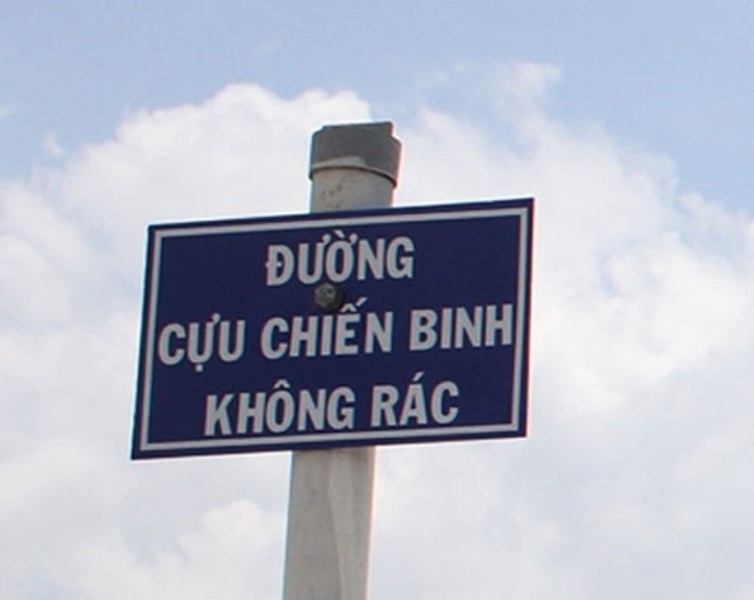 ĐƯỜNG
CỰU CHIẾN BINH
KHÔNG RÁC